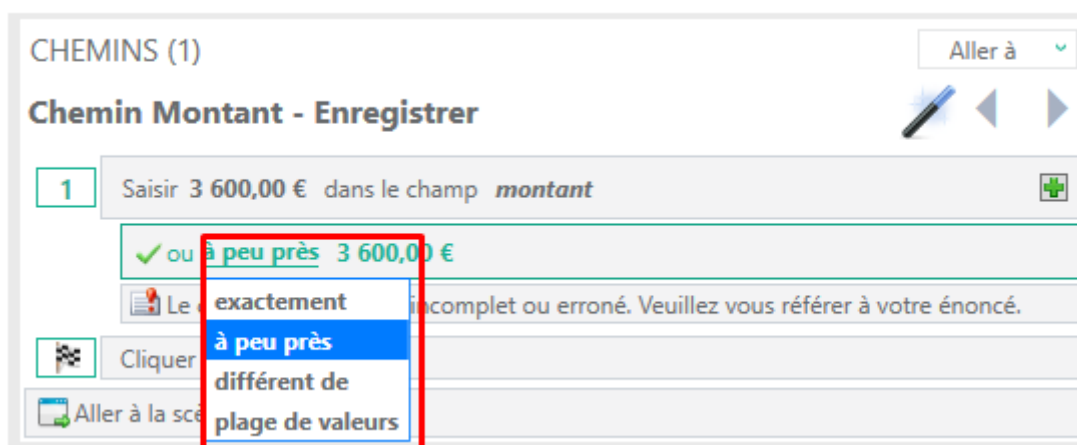 CHEMINS (1)
Aller à
Chemin Montant - Enregistrer
1 Saisir 3 600,00 € dans le champ montant
ou à peu près 3 600,00 €
exactement
Le incomplet ou erroné. Veuillez vous référer à votre énoncé.
à peu près
Cliquer
différent de
Aller à la
plage de valeurs